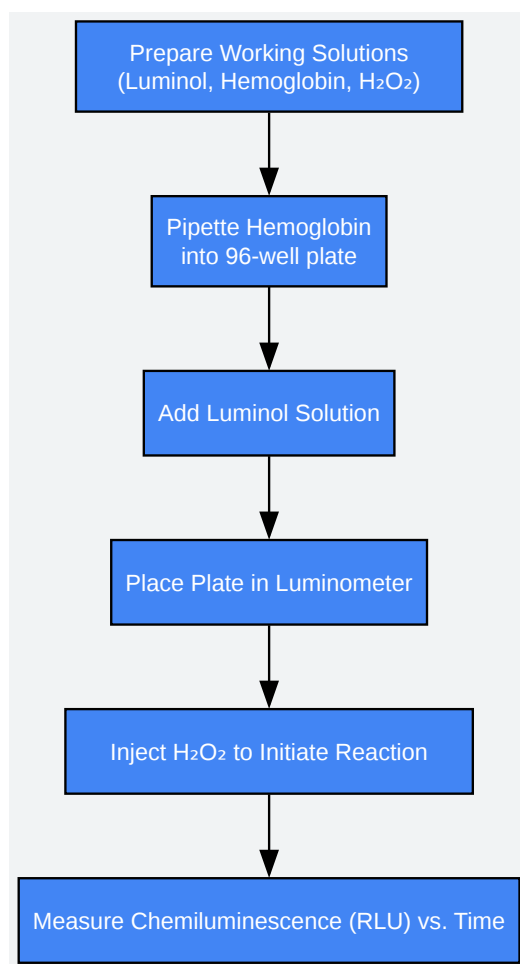 Prepare Working Solutions
(Luminol, Hemoglobin, H₂O₂)
Pipette Hemoglobin
into 96-well plate
Add Luminol Solution
Place Plate in Luminometer
Inject H₂O₂ to Initiate Reaction
Measure Chemiluminescence (RLU) vs. Time